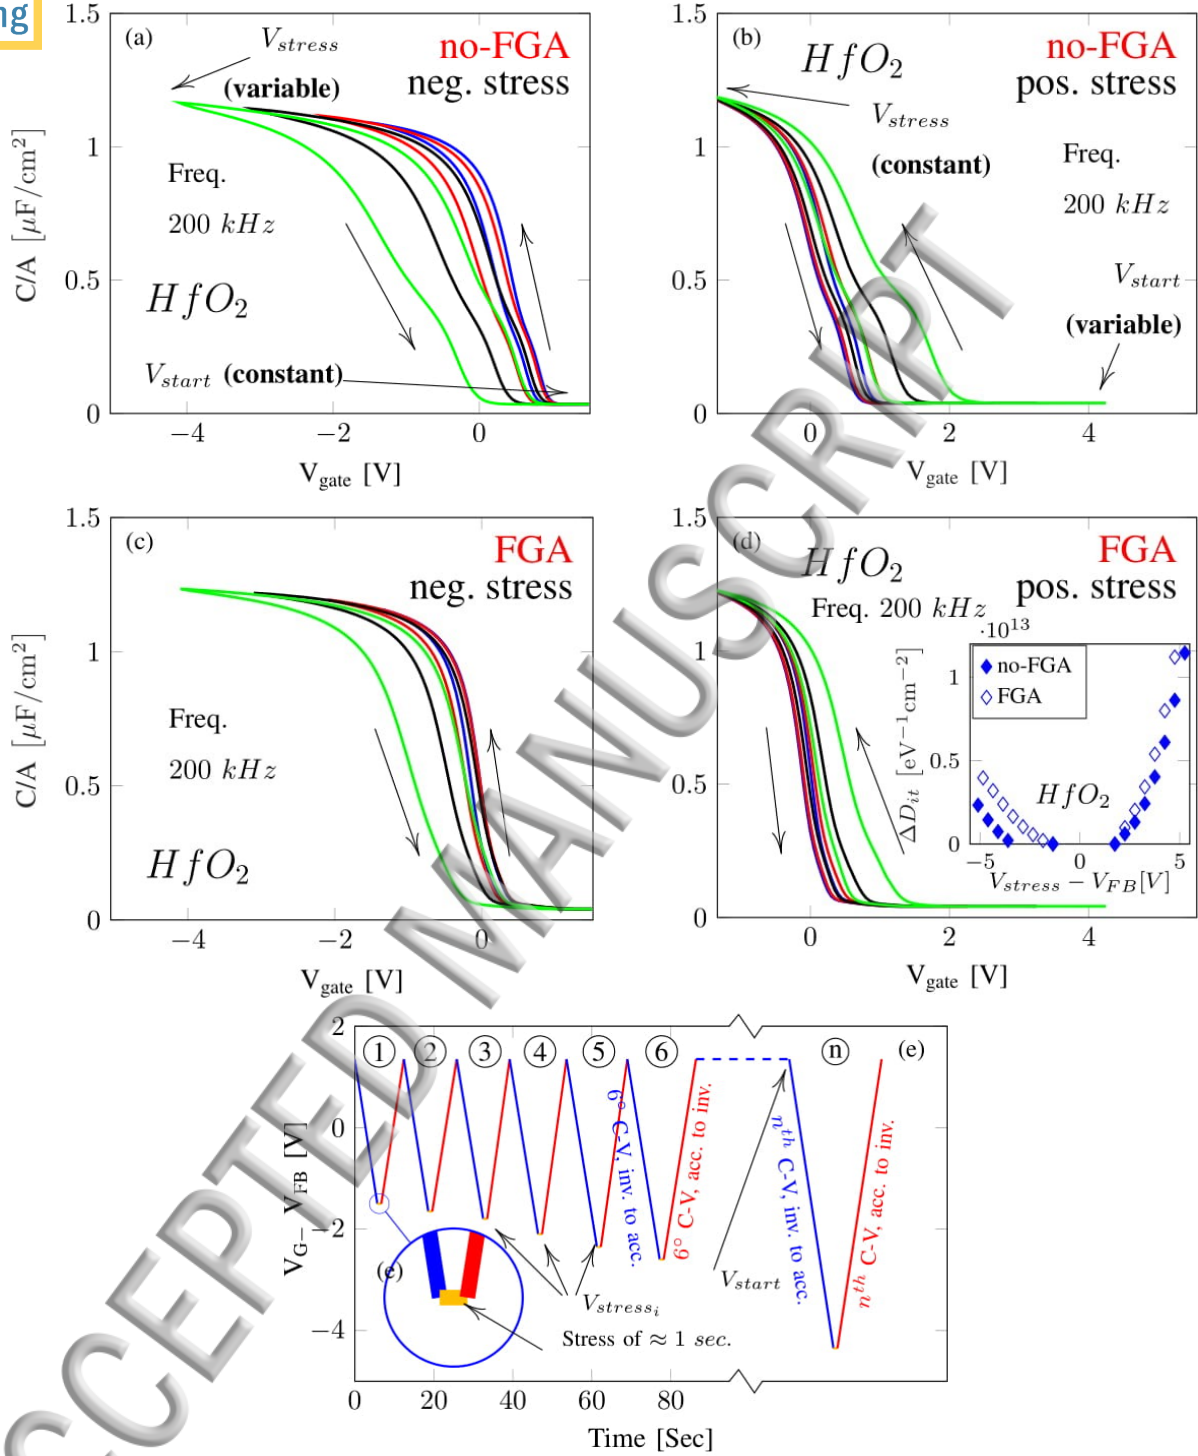 ng
(a)
V_stress
(variable)
no-FGA
neg. stress
Freq.
200 kHz
HfO2
V_start (constant)
C/A [μF/cm²]
1.5
1
0.5
0
−4
−2
0
V_gate [V]
(b)
HfO2
no-FGA
pos. stress
V_stress
(constant)
Freq.
200 kHz
V_start
(variable)
1.5
1
0.5
0
0
2
4
V_gate [V]
(c)
FGA
neg. stress
Freq.
200 kHz
HfO2
C/A [μF/cm²]
1.5
1
0.5
0
−4
−2
0
V_gate [V]
(d)
HfO2
FGA
Freq. 200 kHz
pos. stress
1.5
1
0.5
0
0
2
4
V_gate [V]
·10¹³
no-FGA
FGA
HfO2
ΔD_it [eV⁻¹cm⁻²]
1
0.5
0
−5
0
5
V_stress − V_FB[V]
(e)
1
2
3
4
5
6
n
V_G− V_FB [V]
2
0
−2
−4
6° C-V, inv. to acc.
6° C-V, acc. to inv.
n^th C-V, inv. to acc.
n^th C-V, acc. to inv.
V_start
(e)
V_stress_i
Stress of ≈ 1 sec.
0
20
40
60
80
Time [Sec]
ACCEPTED MANUSCRIPT